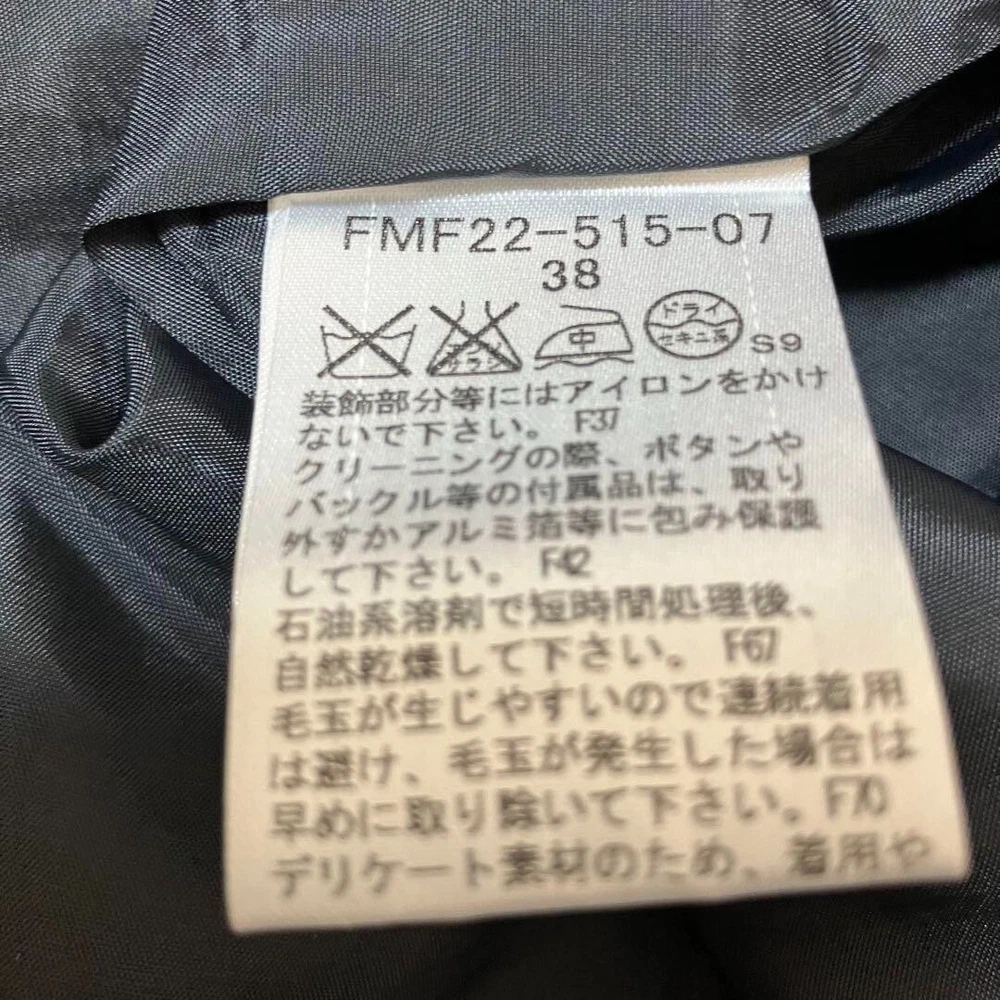 FMF22-515-07
38
エンソ
サラシ
中
ドライ
セキユ系
S9
装飾部分等にはアイロンをかけ
ないで下さい。 F37
クリーニングの際、ボタンや
バックル等の付属品は、取り
外すかアルミ箔等に包み保護
して下さい。 F42
石油系溶剤で短時間処理後、
自然乾燥して下さい。 F67
毛玉が生じやすいので連続着用
は避け、毛玉が発生した場合は
早めに取り除いて下さい。F70
デリケート素材のため、着用や